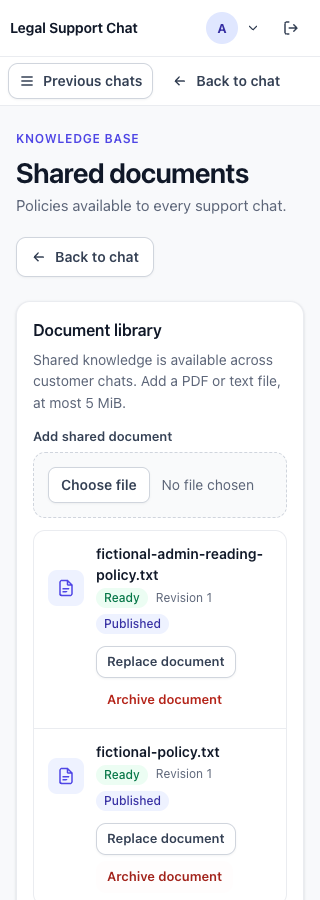 Legal Support Chat
A
Previous chats
Back to chat
KNOWLEDGE BASE
Shared documents
Policies available to every support chat.
Back to chat
Document library
Shared knowledge is available across
customer chats. Add a PDF or text file,
at most 5 MiB.
Add shared document
Choose file No file chosen
fictional-admin-reading-
policy.txt
Ready Revision 1
Published
Replace document
Archive document
fictional-policy.txt
Ready Revision 1
Published
Replace document
Archive document